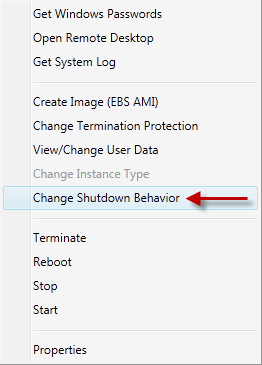 Get Windows Passwords
Open Remote Desktop
Get System Log
Create Image (EBS AMI)
Change Termination Protection
View/Change User Data
Change Instance Type
Change Shutdown Behavior
Terminate
Reboot
Stop
Start
Properties